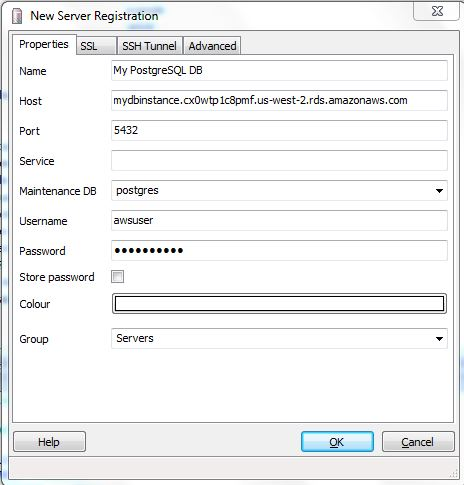 New Server Registration
Properties SSL SSH Tunnel Advanced
Name My PostgreSQL DB
Host mydbinstance.cx0wtp1c8pmf.us-west-2.rds.amazonaws.com
Port 5432
Service
Maintenance DB postgres
Username awsuser
Password ●●●●●●●●●●
Store password
Colour
Group Servers
Help OK Cancel